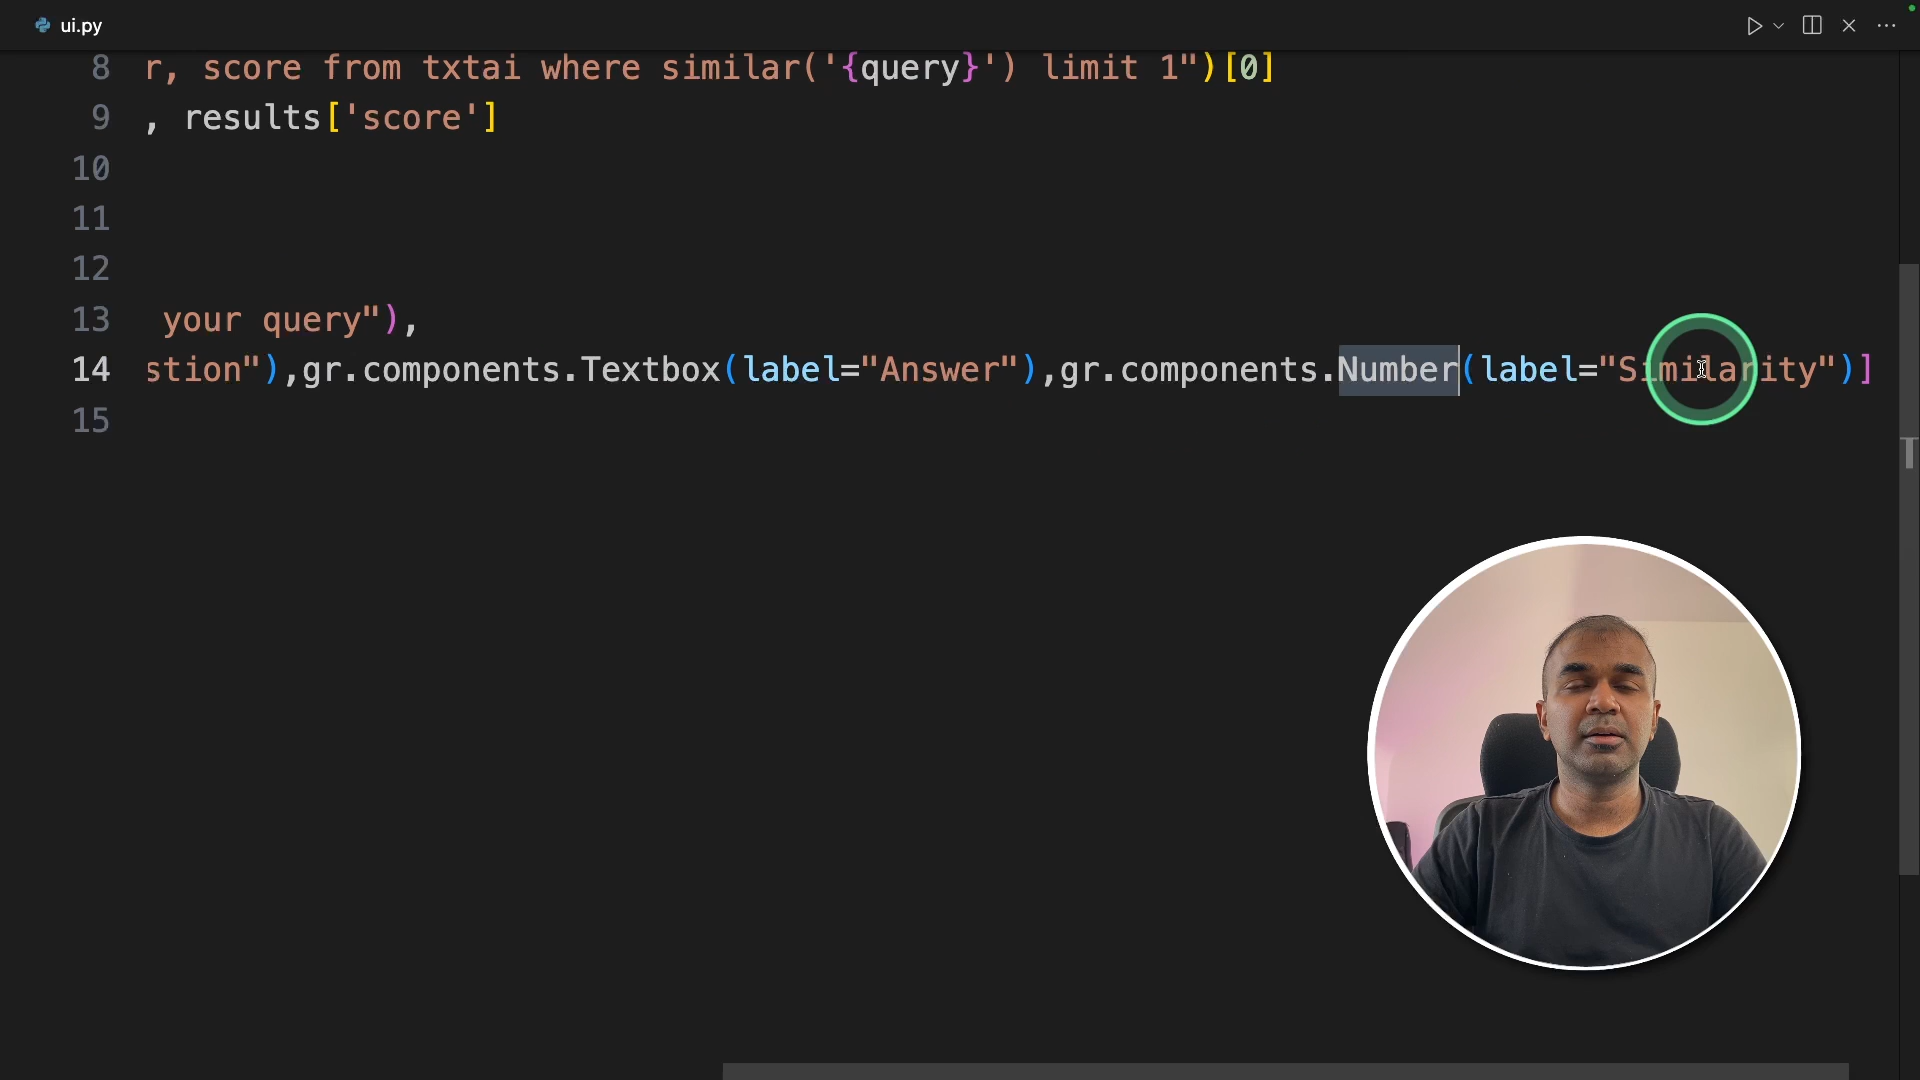 ui.py
8 r, score from txtai where similar('{query}') limit 1")[0]
9 , results['score']
10
11
12
13 your query"),
14 stion"),gr.components.Textbox(label="Answer"),gr.components.Number(label="Similarity")]
15